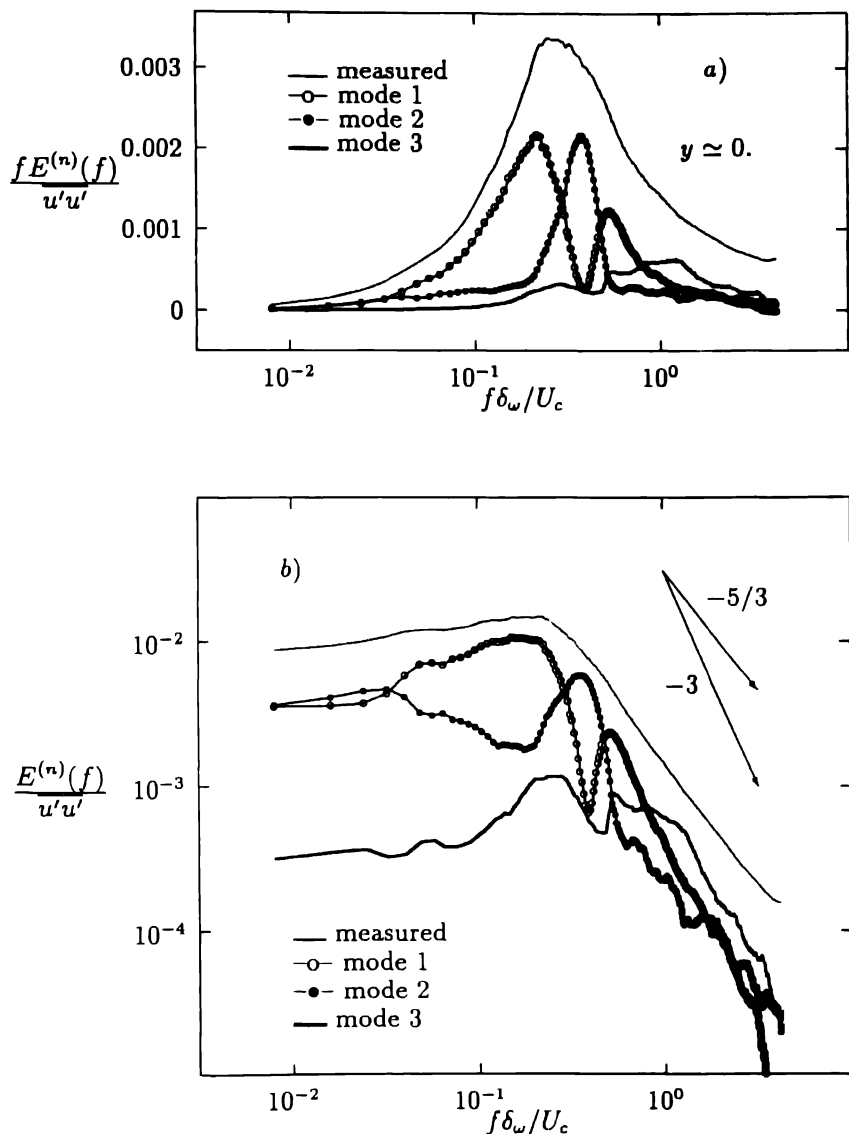 measured
mode 1
mode 2
mode 3
a)
y ≃ 0.
fE^{(n)}(f)
\overline{u'u'}
0.003
0.002
0.001
0
10^{-2}
10^{-1}
10^{0}
fδ_ω/U_c
b)
−5/3
−3
10^{-2}
10^{-3}
10^{-4}
E^{(n)}(f)
\overline{u'u'}
measured
mode 1
mode 2
mode 3
10^{-2}
10^{-1}
10^{0}
fδ_ω/U_c